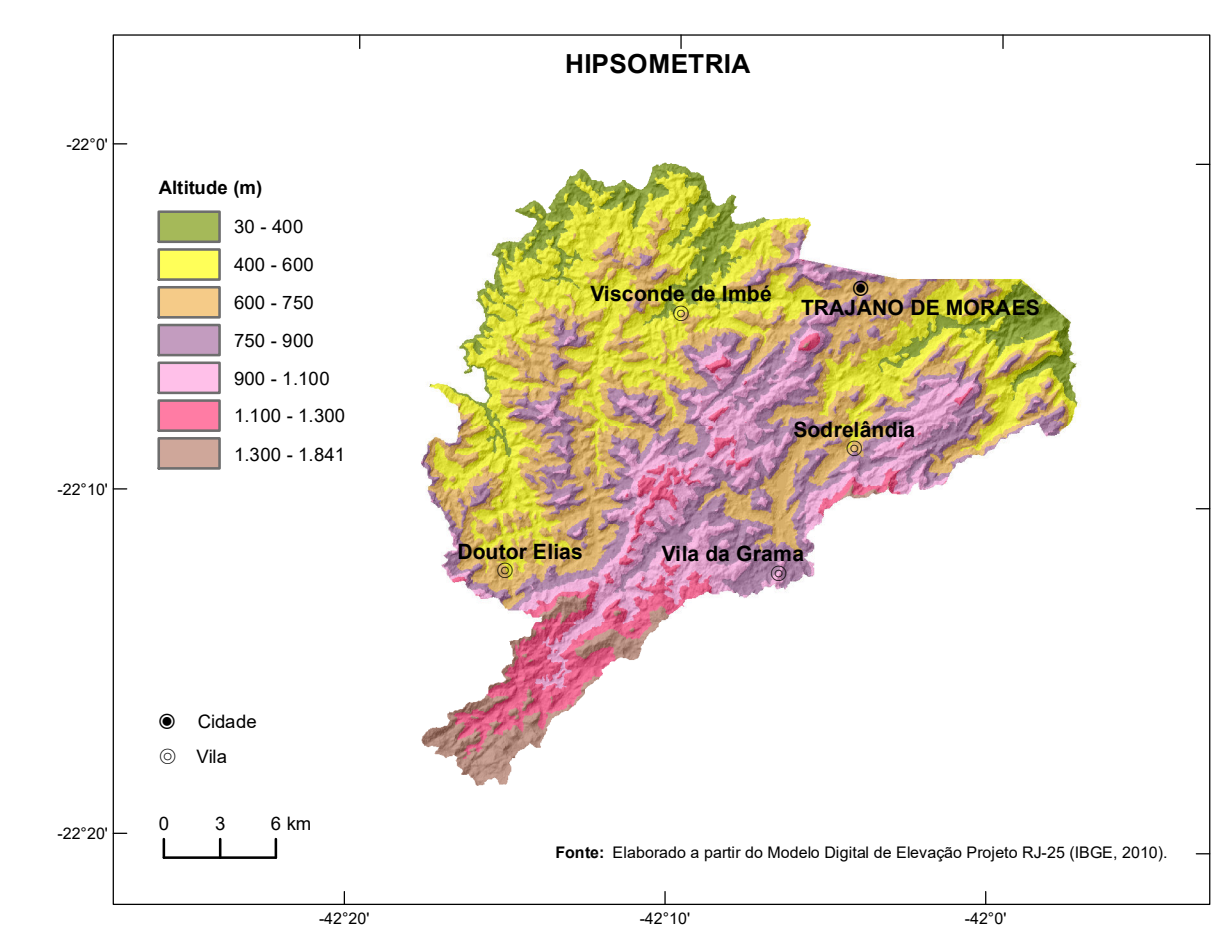 HIPSOMETRIA
-22°0'
Altitude (m)
30 - 400
400 - 600
600 - 750
750 - 900
900 - 1.100
1.100 - 1.300
1.300 - 1.841
Visconde de Imbé
TRAJANO DE MORAES
Sodrelândia
-22°10'
Doutor Elias
Vila da Grama
Cidade
Vila
0 3 6 km
-22°20'
Fonte: Elaborado a partir do Modelo Digital de Elevação Projeto RJ-25 (IBGE, 2010).
-42°20' -42°10' -42°0'